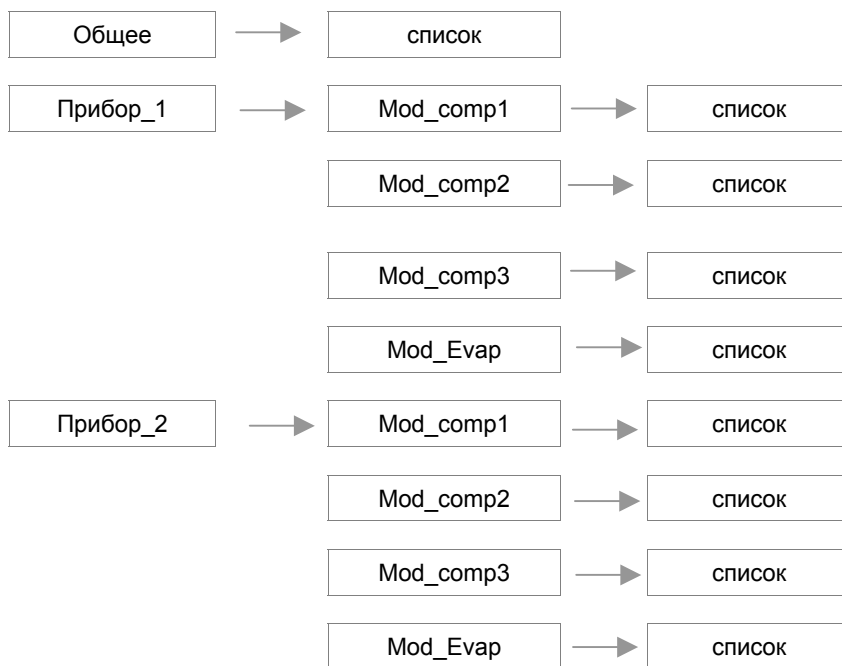 Общее список
Прибор_1 Mod_comp1 список
Mod_comp2 список
Mod_comp3 список
Mod_Evap список
Прибор_2 Mod_comp1 список
Mod_comp2 список
Mod_comp3 список
Mod_Evap список